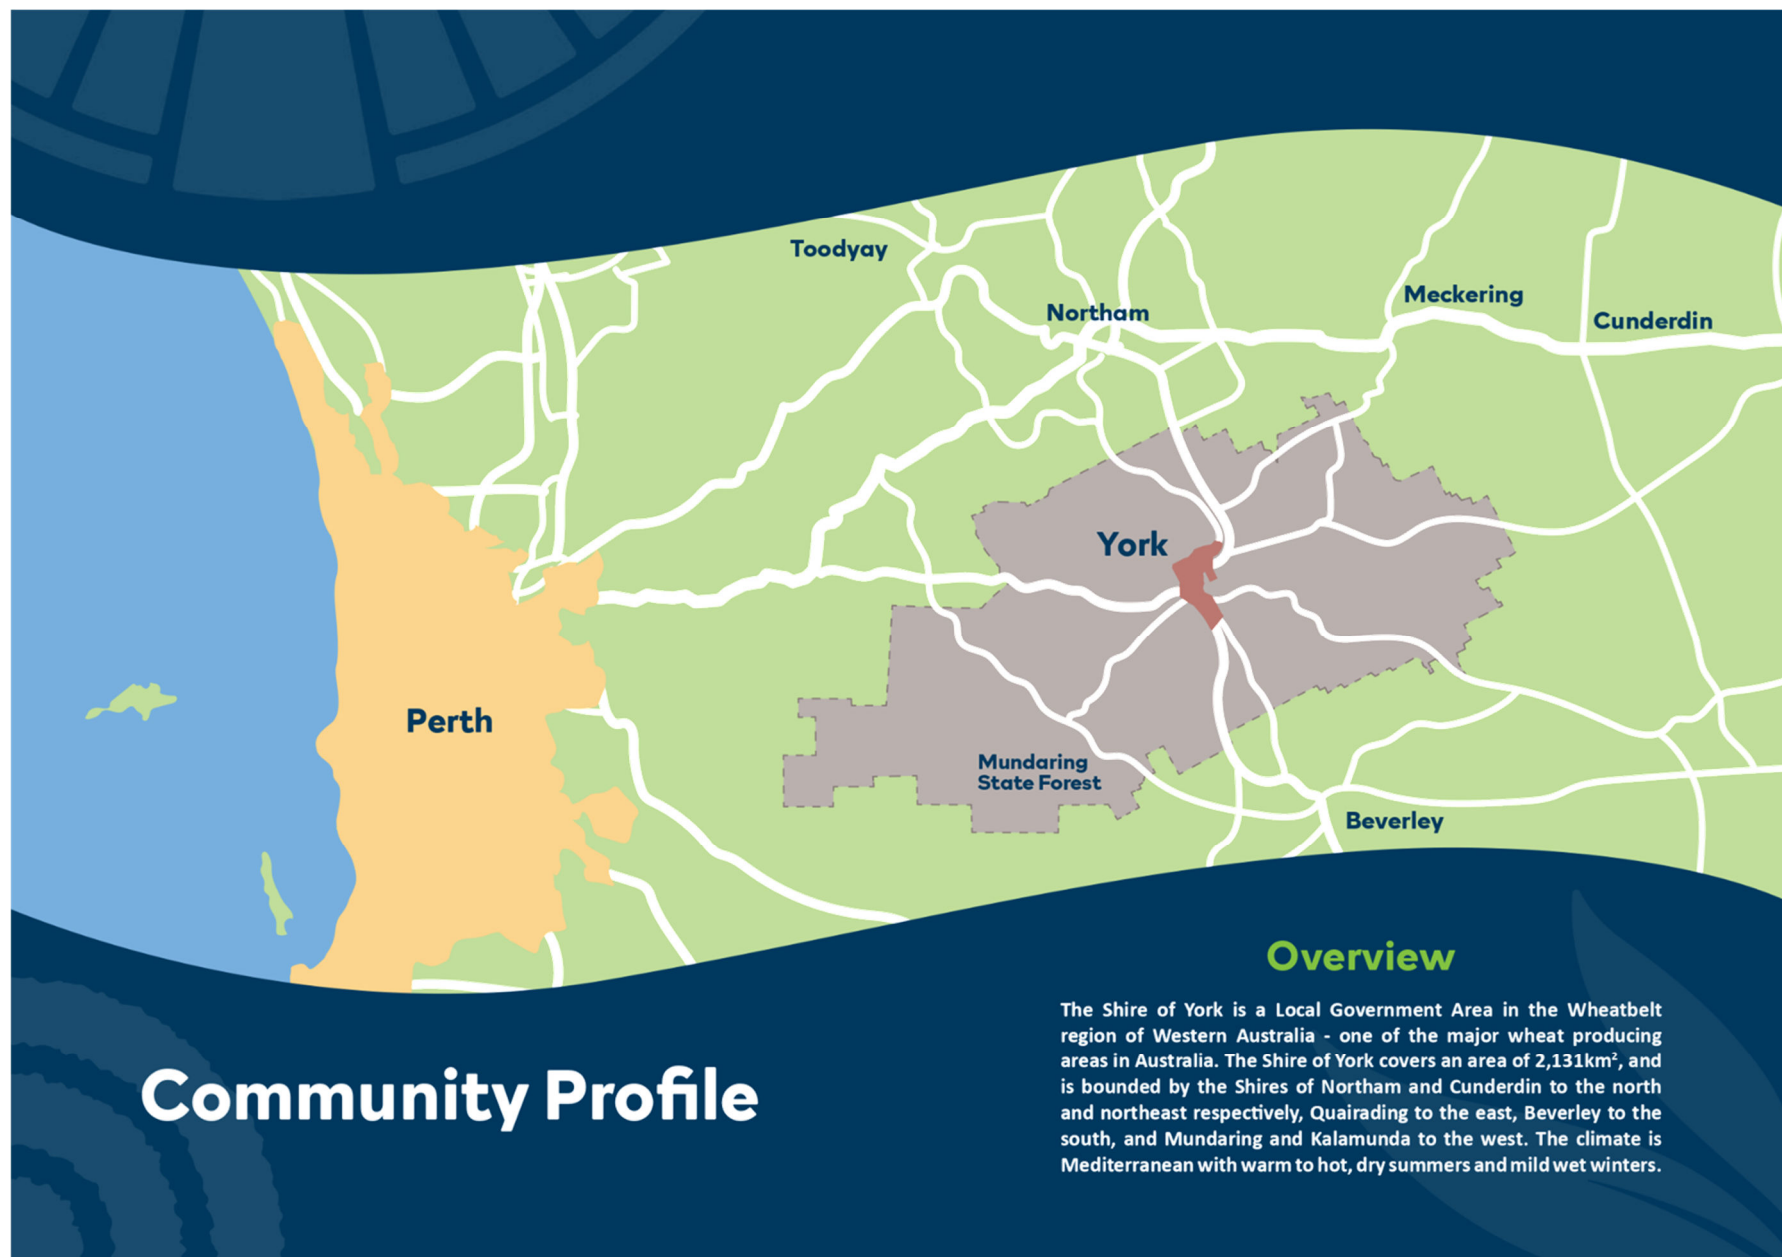 Toodyay
Northam
Meckering
Cunderdin
York
Perth
Mundaring
State Forest
Beverley
Community Profile
Overview
The Shire of York is a Local Government Area in the Wheatbelt
region of Western Australia - one of the major wheat producing
areas in Australia. The Shire of York covers an area of 2,131km², and
is bounded by the Shires of Northam and Cunderdin to the north
and northeast respectively, Quairading to the east, Beverley to the
south, and Mundaring and Kalamunda to the west. The climate is
Mediterranean with warm to hot, dry summers and mild wet winters.